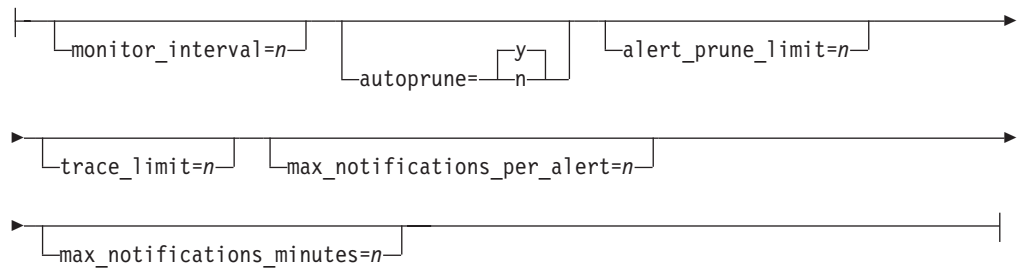 monitor_interval=n
y
autoprune= n
alert_prune_limit=n
trace_limit=n
max_notifications_per_alert=n
max_notifications_minutes=n